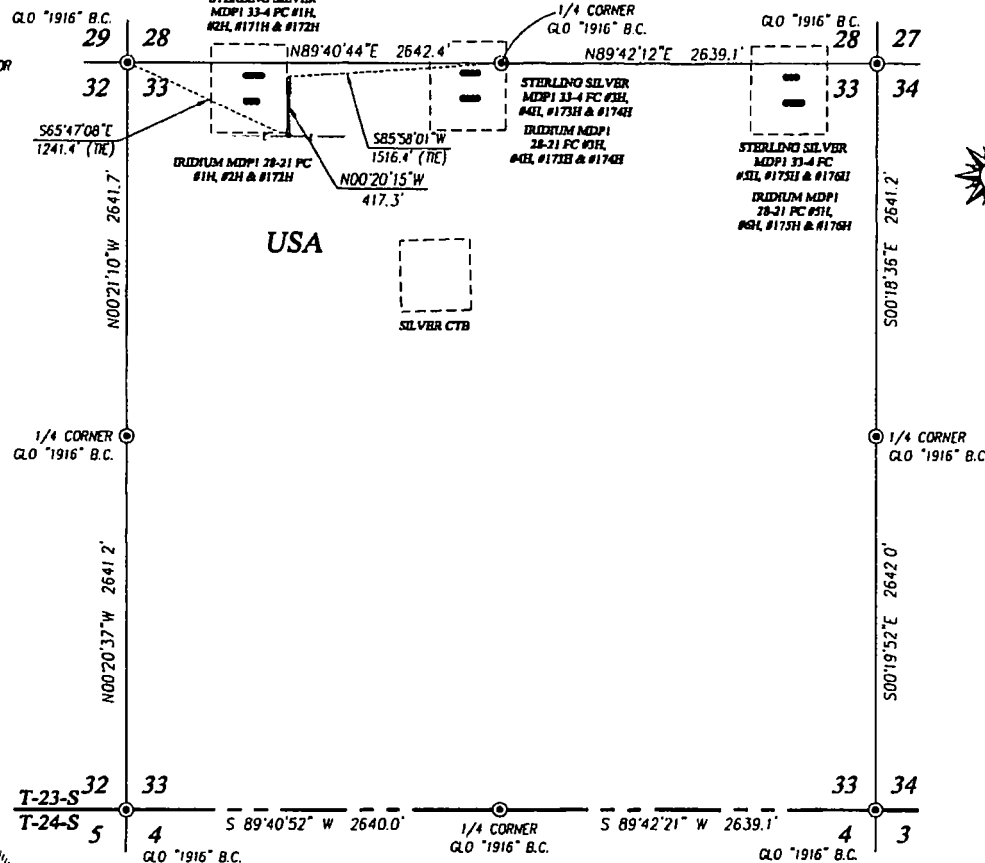 GLO "1916" B.C.
STERLING SILVER
MDP1 33-4 FC #1H,
#2H, #171H & #172H
1/4 CORNER
GLO "1916" B.C.
GLO "1916" B.C.
29 28
N89°40'44"E 2642.4'
N89°42'12"E 2639.1'
28 27
OR
32 33
33 34
STERLING SILVER
MDP1 33-4 FC #3H,
#4H, #173H & #174H
IRIDIUM MDP1
28-21 FC #3H,
#4H, #173H & #174H
S65°47'08"E
1241.4' (TIE)
S85°58'01"W
1516.4' (TIE)
IRIDIUM MDP1 28-21 FC
#1H, #2H & #172H
N00°20'15"W
417.3'
STERLING SILVER
MDP1 33-4 FC
#5H, #175H & #176H
IRIDIUM MDP1
28-21 FC #5H,
#6H, #175H & #176H
N00°21'10"W 2641.7'
S00°18'36"E 2641.2'
USA
SILVER CTB
1/4 CORNER
GLO "1916" B.C.
1/4 CORNER
GLO "1916" B.C.
N00°20'37"W 2641.2'
S00°19'52"E 2642.0'
T-23-S 32 33
33 34
T-24-S 5 4
S 89°40'52" W 2640.0'
1/4 CORNER
GLO "1916" B.C.
S 89°42'21" W 2639.1'
4 3
GLO "1916" B.C.
GLO "1916" B.C.